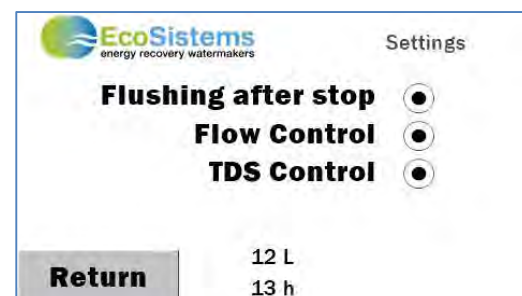 EcoSistems
energy recovery watermakers
Settings
Flushing after stop
Flow Control
TDS Control
12 L
Return
13 h